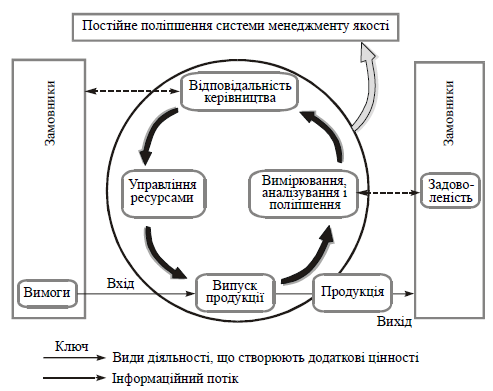 Постійне поліпшення системи менеджменту якості
Замовники
Замовники
Відповідальність
керівництва
Управління
ресурсами
Вимірювання,
аналізування і
поліпшення
Задово-
леність
Вимоги
Вхід
Випуск
продукції
Продукція
Вихід
Ключ
Види діяльності, що створюють додаткові цінності
Інформаційний потік